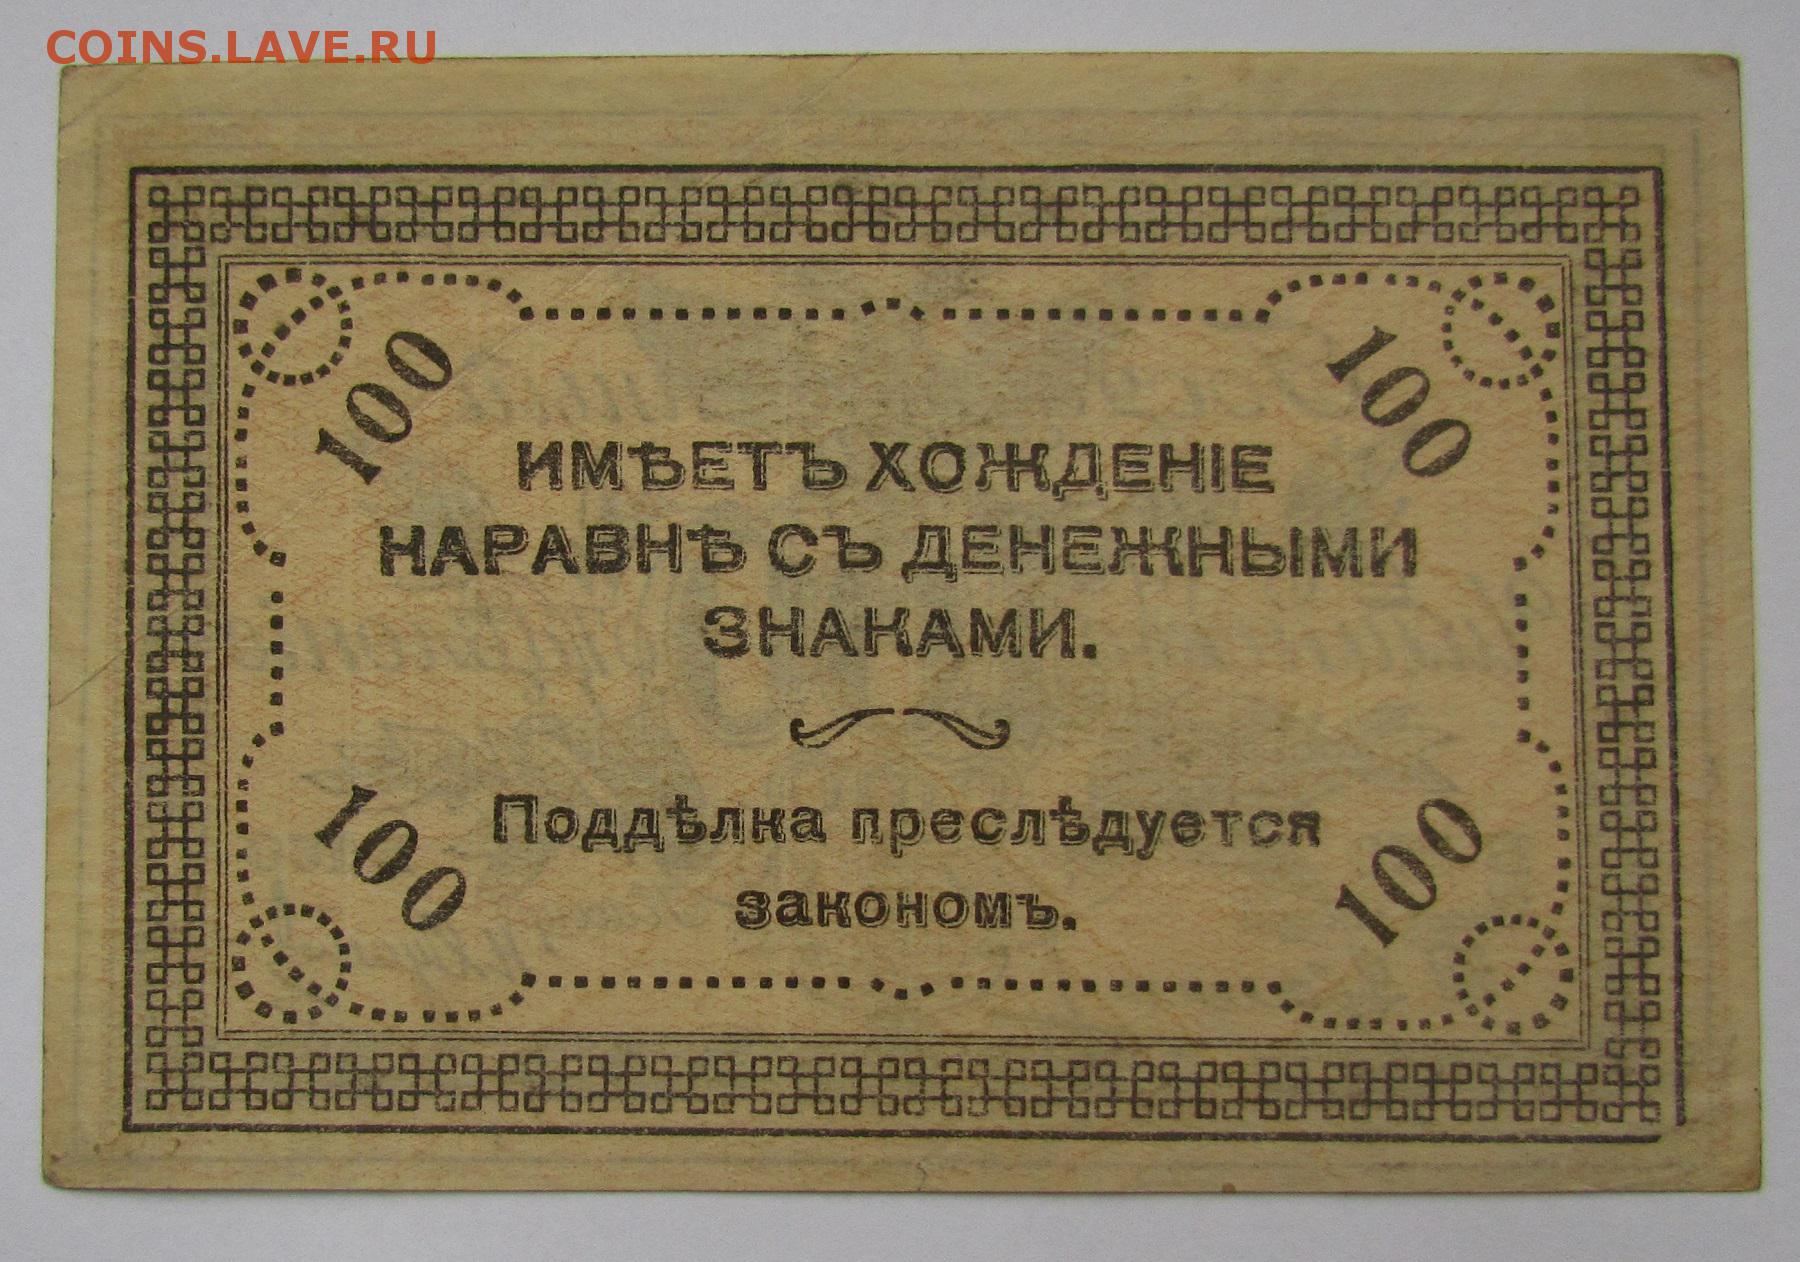 COINS.LAVE.RU
100 100
ИМѢЕТЪ ХОЖДЕНІЕ
НАРАВНѢ СЪ ДЕНЕЖНЫМИ
ЗНАКАМИ.
Поддѣлка преслѣдуется
закономъ.
100 100